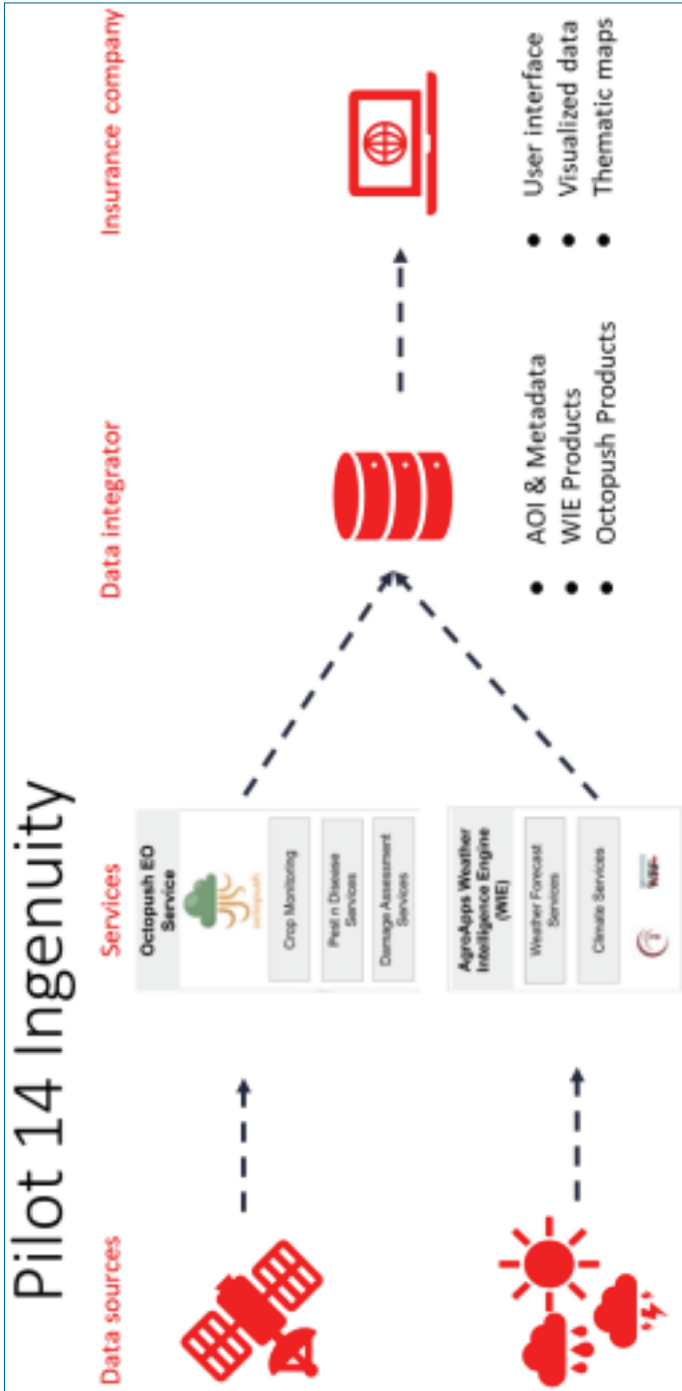 Pilot 14 Ingenuity
Data sources
Services
Data integrator
Insurance company
Octopush EO
Service
octopush
Crop Monitoring
Pest n Disease
Services
Damage Assessment
Services
AgroApps Weather
Intelligence Engine
(WIE)
Weather Forecast
Services
Climate Services
● AOI & Metadata
● WIE Products
● Octopush Products
● User interface
● Visualized data
● Thematic maps